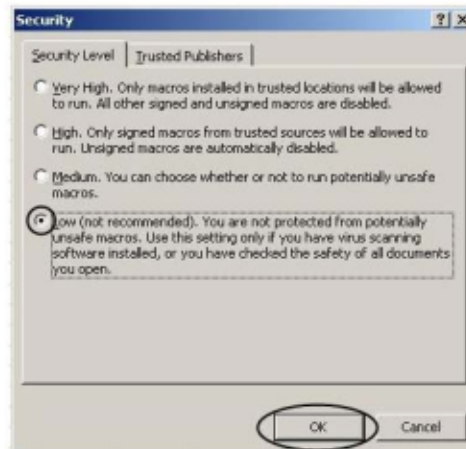 Security
Security Level
Trusted Publishers
Very High. Only macros installed in trusted locations will be allowed
to run. All other signed and unsigned macros are disabled.
High. Only signed macros from trusted sources will be allowed to
run. Unsigned macros are automatically disabled.
Medium. You can choose whether or not to run potentially unsafe
macros.
Low (not recommended). You are not protected from potentially
unsafe macros. Use this setting only if you have virus scanning
software installed, or you have checked the safety of all documents
you open.
OK
Cancel